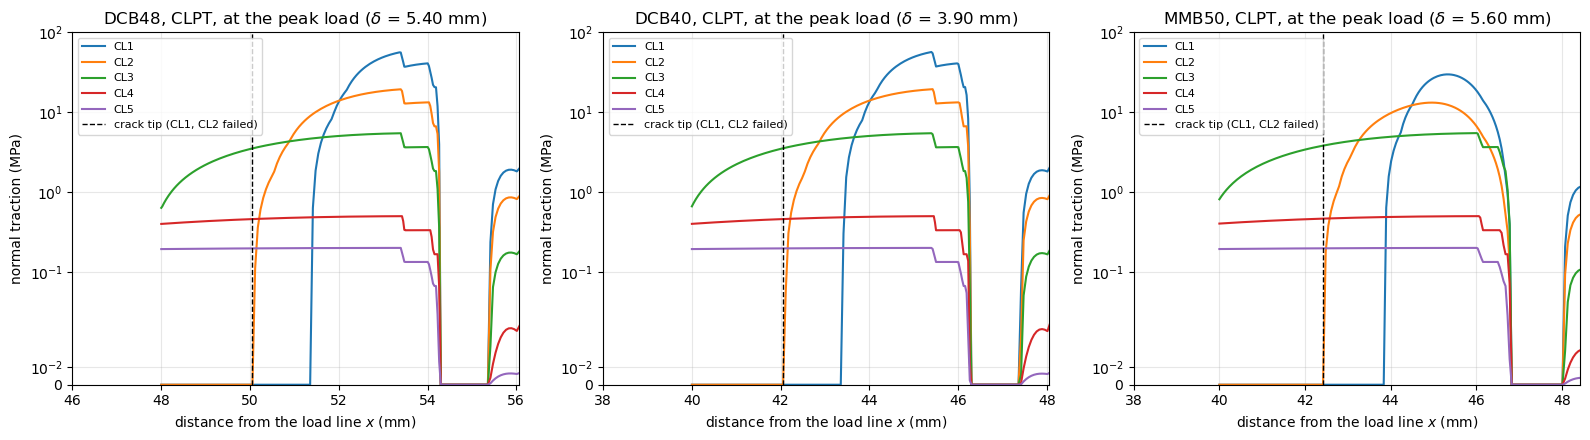 DCB48, CLPT, at the peak load (δ = 5.40 mm)
normal traction (MPa)
10²
10¹
10⁰
10⁻¹
10⁻²
0
CL1
CL2
CL3
CL4
CL5
crack tip (CL1, CL2 failed)
46 48 50 52 54 56
distance from the load line x (mm)
DCB40, CLPT, at the peak load (δ = 3.90 mm)
normal traction (MPa)
10²
10¹
10⁰
10⁻¹
10⁻²
0
CL1
CL2
CL3
CL4
CL5
crack tip (CL1, CL2 failed)
38 40 42 44 46 48
distance from the load line x (mm)
MMB50, CLPT, at the peak load (δ = 5.60 mm)
normal traction (MPa)
10²
10¹
10⁰
10⁻¹
10⁻²
0
CL1
CL2
CL3
CL4
CL5
crack tip (CL1, CL2 failed)
38 40 42 44 46 48
distance from the load line x (mm)